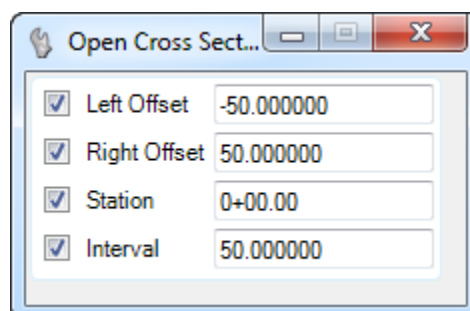 Open Cross Sect...
Left Offset -50.000000
Right Offset 50.000000
Station 0+00.00
Interval 50.000000